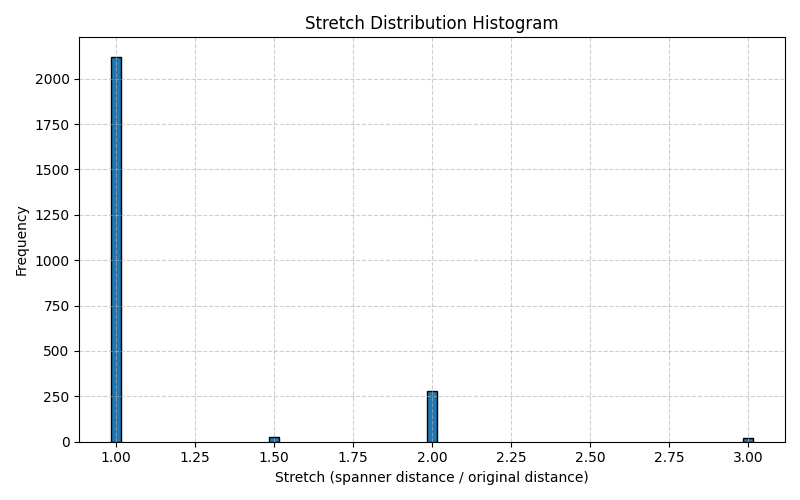 Stretch Distribution Histogram
Frequency
2000
1750
1500
1250
1000
750
500
250
0
1.00 1.25 1.50 1.75 2.00 2.25 2.50 2.75 3.00
Stretch (spanner distance / original distance)